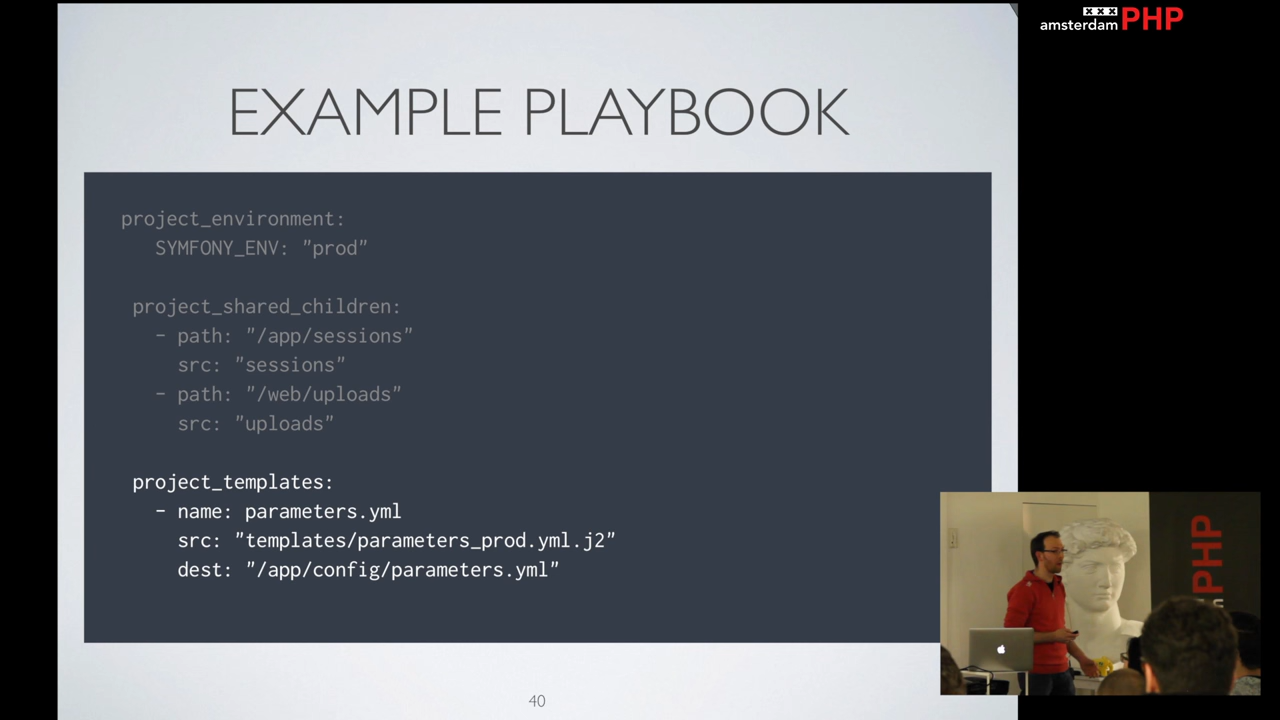 amsterdamPHP
EXAMPLE PLAYBOOK
project_environment:
SYMFONY_ENV: "prod"
project_shared_children:
- path: "/app/sessions"
src: "sessions"
- path: "/web/uploads"
src: "uploads"
project_templates:
- name: parameters.yml
src: "templates/parameters_prod.yml.j2"
dest: "/app/config/parameters.yml"
PHP
40